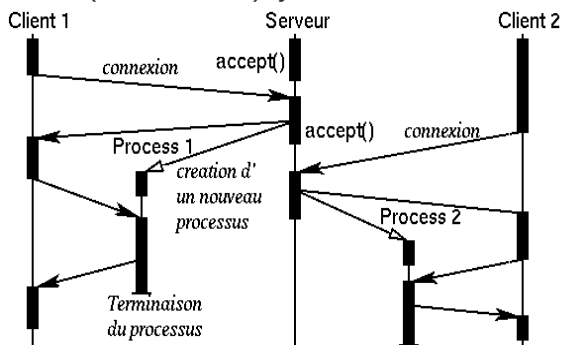 Client 1
Serveur
Client 2
connexion
accept()
accept()
connexion
Process 1
creation d'
un nouveau
processus
Process 2
Terminaison
du processus